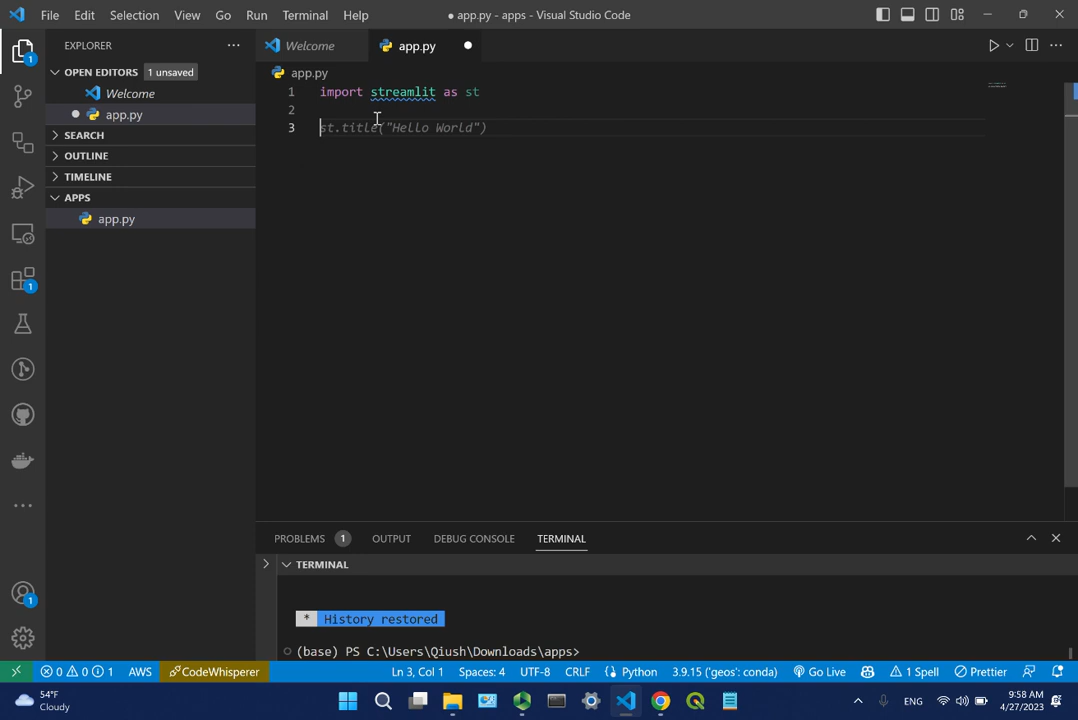 File Edit Selection View Go Run Terminal Help
● app.py - apps - Visual Studio Code
EXPLORER
OPEN EDITORS 1 unsaved
Welcome
app.py
SEARCH
OUTLINE
TIMELINE
APPS
app.py
1
1
1
Welcome
app.py
app.py
1 import streamlit as st
2
3 st.title("Hello World")
PROBLEMS 1 OUTPUT DEBUG CONSOLE TERMINAL
TERMINAL
* History restored
(base) PS C:\Users\Qiush\Downloads\apps>
0 0 1 AWS CodeWhisperer Ln 3, Col 1 Spaces: 4 UTF-8 CRLF Python 3.9.15 ('geos': conda) Go Live 1 Spell Prettier
54°F
Cloudy
ENG
9:58 AM
4/27/2023